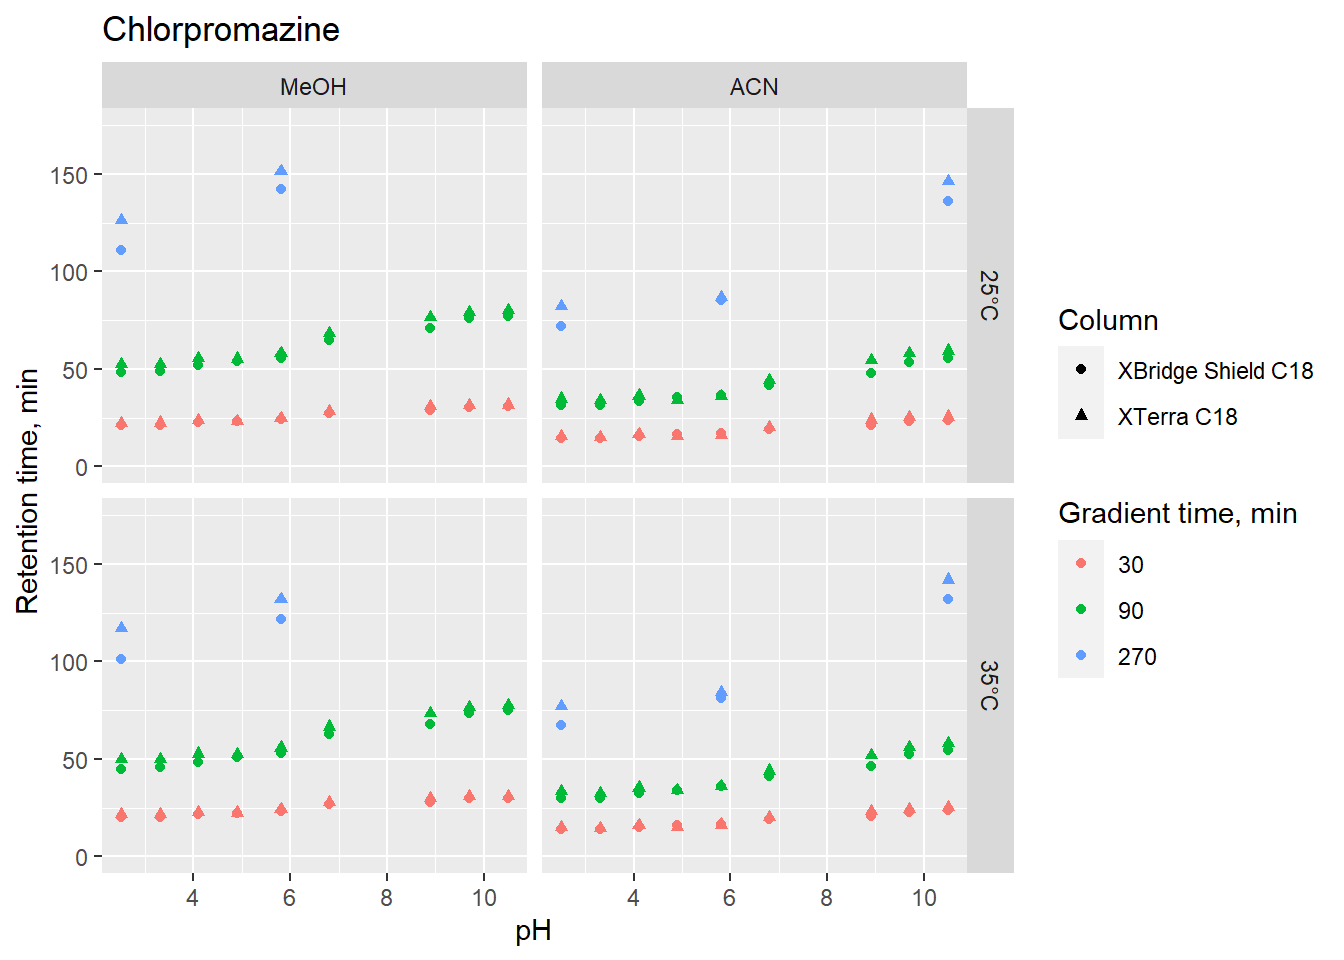 Chlorpromazine
MeOH
ACN
150
100
50
0
25°C
150
100
50
0
35°C
4
6
8
10
4
6
8
10
pH
Retention time, min
Column
XBridge Shield C18
XTerra C18
Gradient time, min
30
90
270